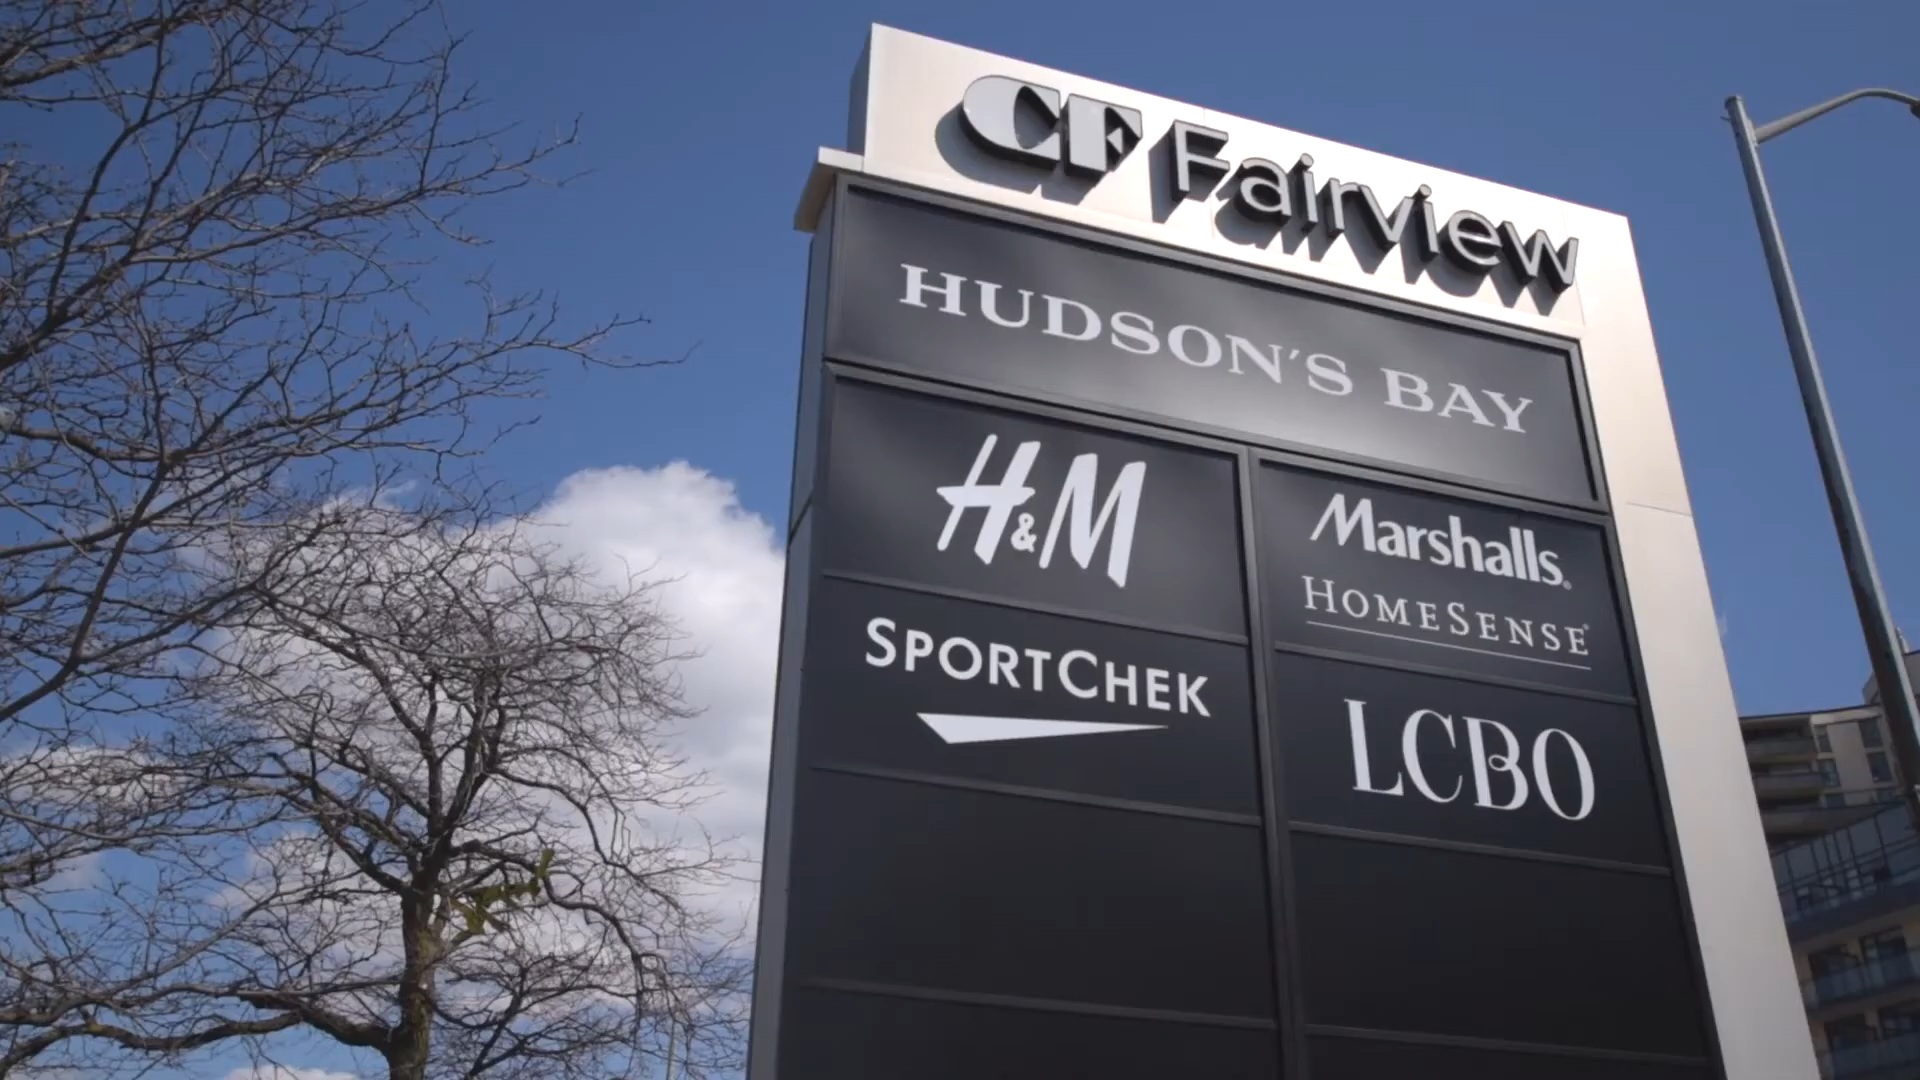 CF Fairview
HUDSON'S BAY
H&M
Marshalls®
HOMESENSE®
SPORTCHEK
LCBO